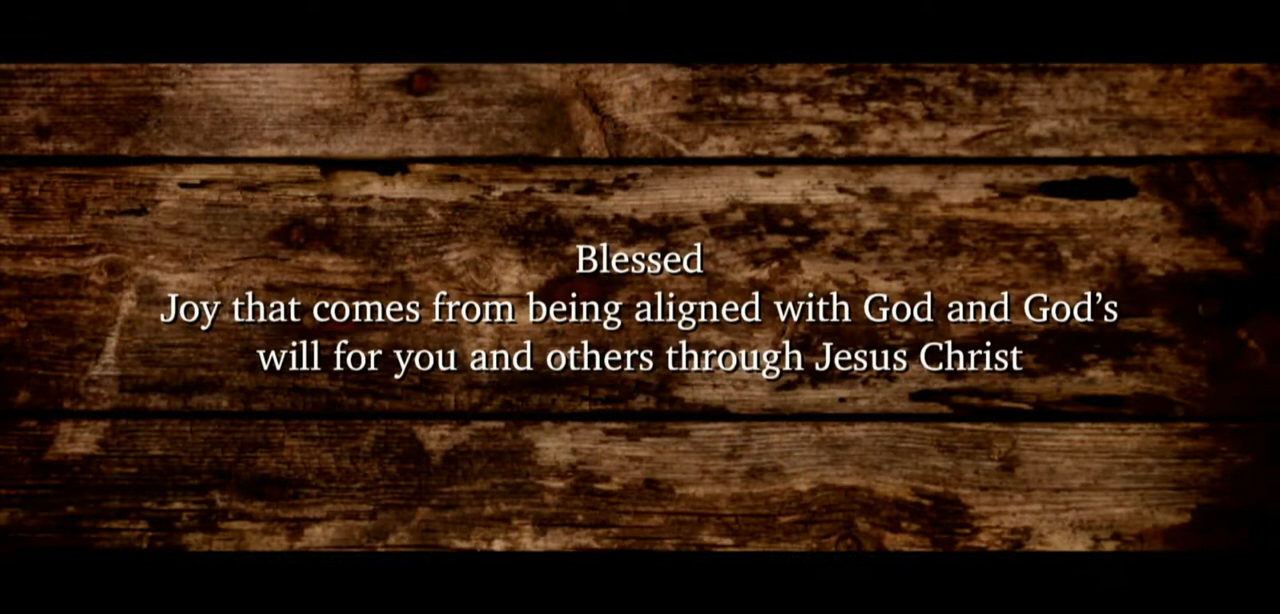 Blessed
Joy that comes from being aligned with God and God’s
will for you and others through Jesus Christ